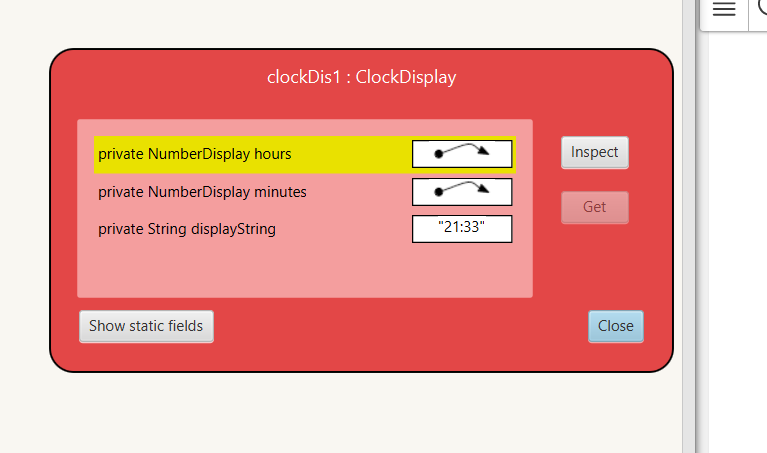 clockDis1 : ClockDisplay
private NumberDisplay hours
Inspect
private NumberDisplay minutes
Get
private String displayString
"21:33"
Show static fields
Close